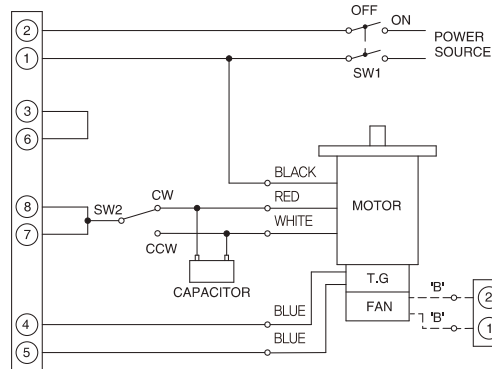 OFF
ON
2
POWER
SOURCE
1
SW1
3
6
BLACK
CW
RED
MOTOR
8
SW2
WHITE
7
CCW
T.G
CAPACITOR
'B'
2
FAN
BLUE
'B'
4
1
BLUE
5